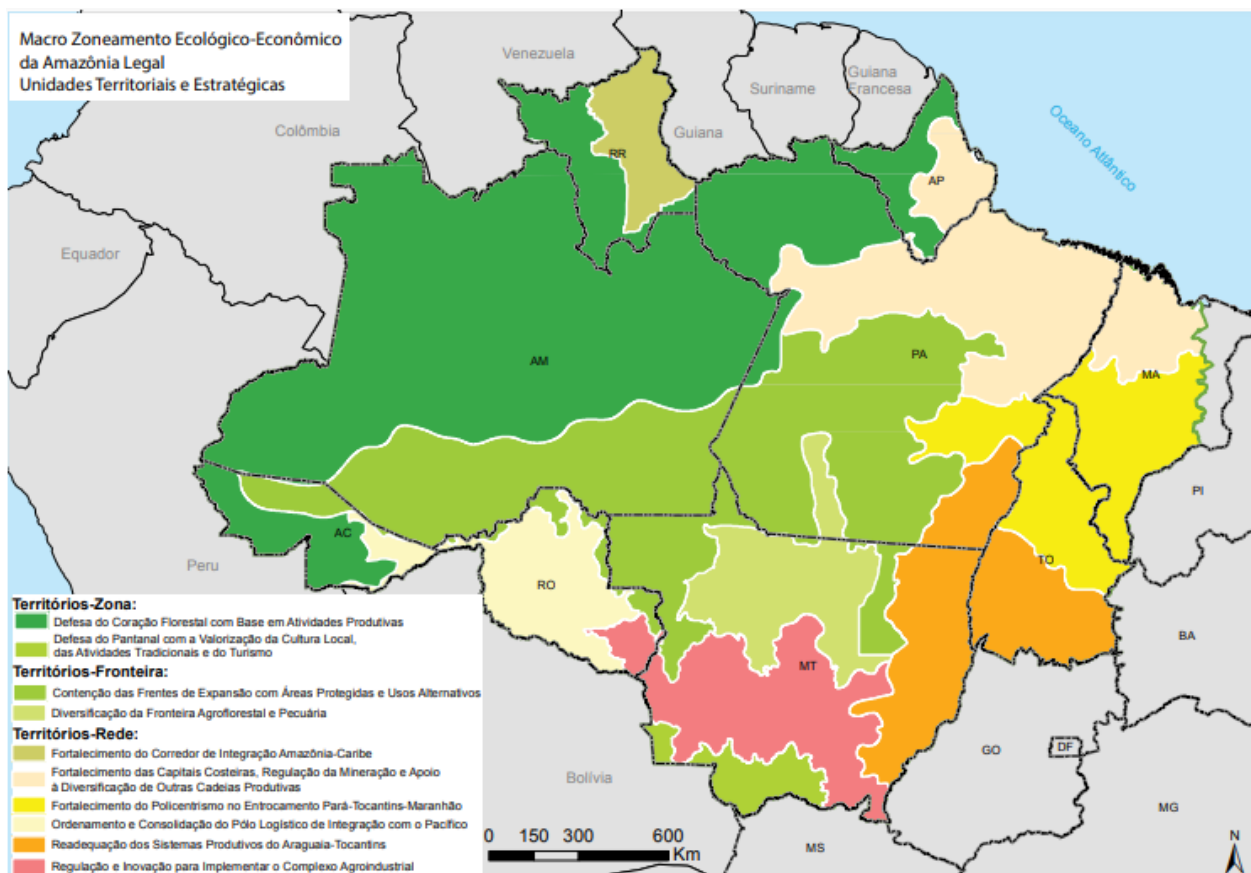 Macro Zoneamento Ecológico-Econômico
da Amazônia Legal
Unidades Territoriais e Estratégicas
Venezuela
Suriname
Guiana
Francesa
Colômbia
Guiana
Oceano Atlântico
RR
AP
Equador
AM
PA
MA
PI
AC
Peru
TO
RO
BA
MT
Bolívia
GO
DF
MG
MS
Territórios-Zona:
Defesa do Coração Florestal com Base em Atividades Produtivas
Defesa do Pantanal com a Valorização da Cultura Local,
das Atividades Tradicionais e do Turismo
Territórios-Fronteira:
Contenção das Frentes de Expansão com Áreas Protegidas e Usos Alternativos
Diversificação da Fronteira Agroflorestal e Pecuária
Territórios-Rede:
Fortalecimento do Corredor de Integração Amazônia-Caribe
Fortalecimento das Capitais Costeiras, Regulação da Mineração e Apoio
à Diversificação de Outras Cadeias Produtivas
Fortalecimento do Policentrismo no Entrocamento Pará-Tocantins-Maranhão
Ordenamento e Consolidação do Pólo Logístico de Integração com o Pacífico
Readequação dos Sistemas Produtivos do Araguaia-Tocantins
Regulação e Inovação para Implementar o Complexo Agroindustrial
0 150 300 600
Km
N